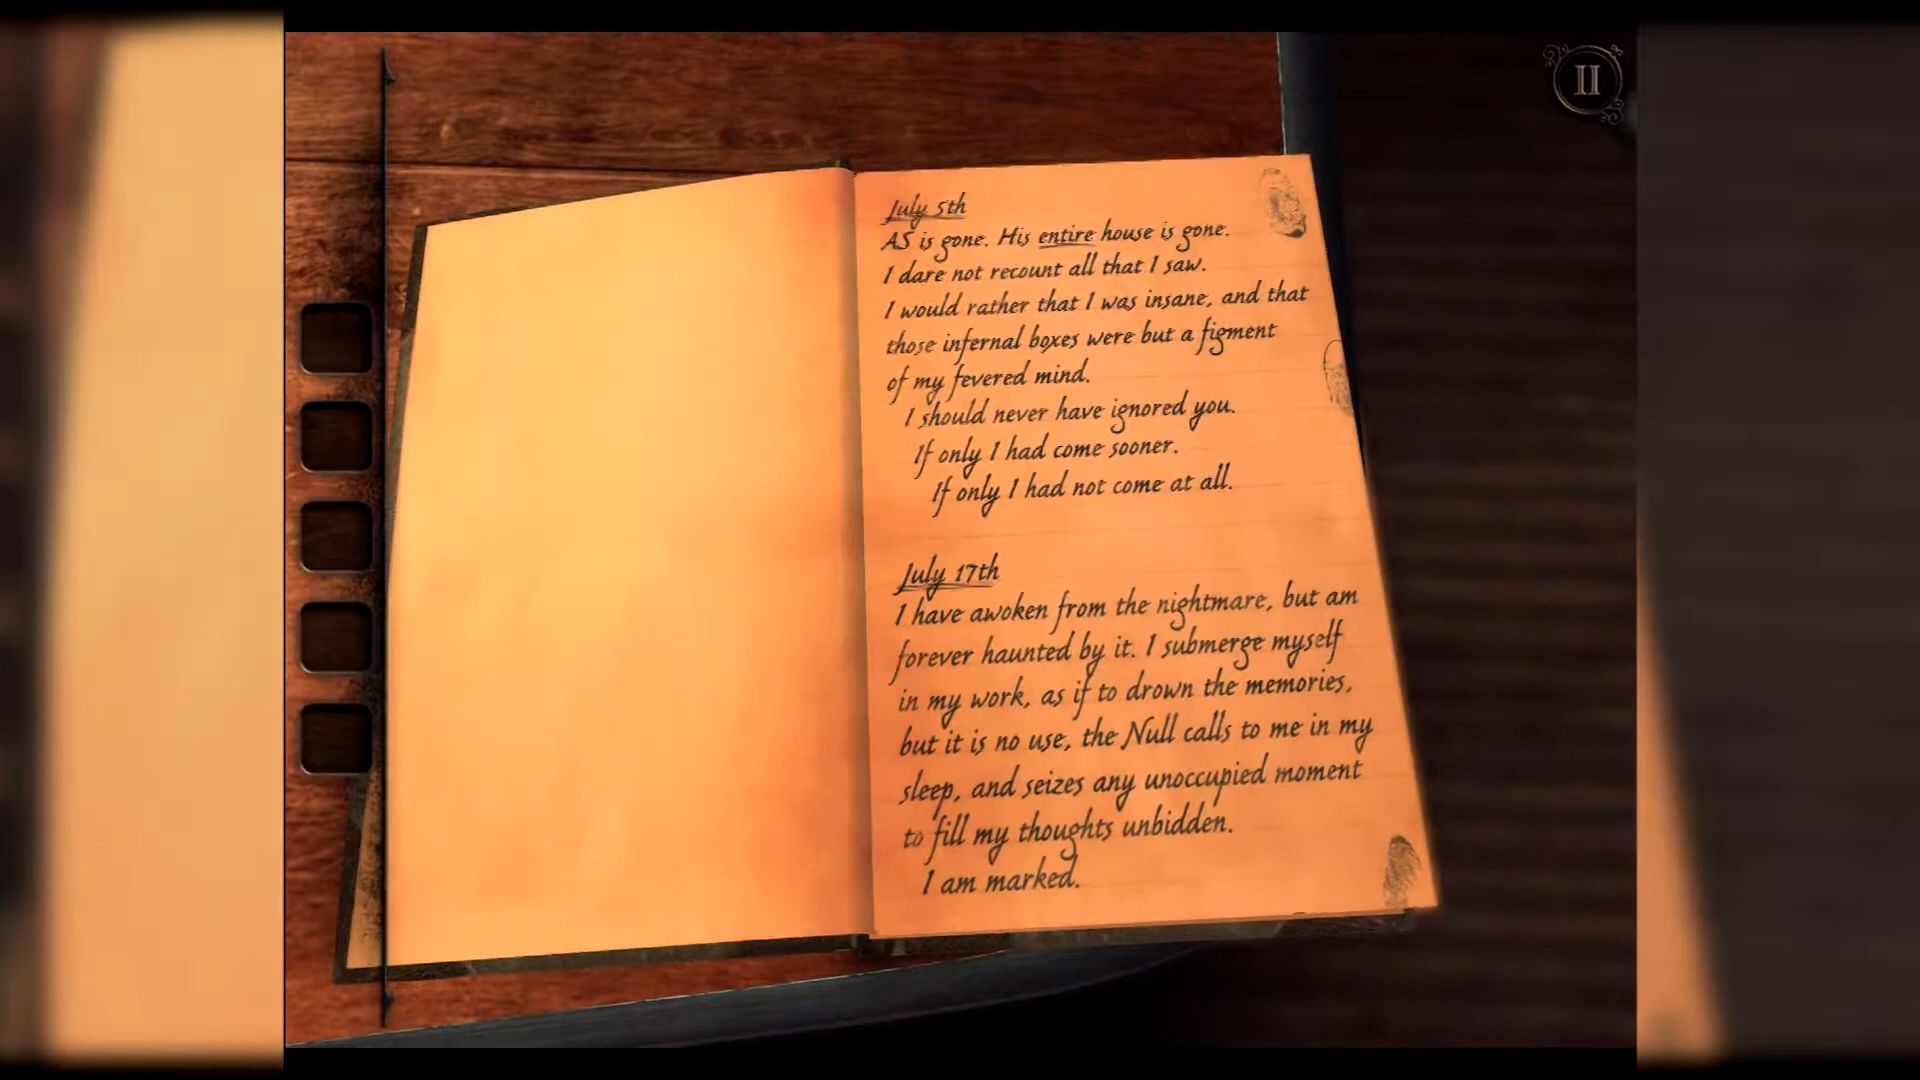 II
July 5th
AS is gone. His entire house is gone.
I dare not recount all that I saw.
I would rather that I was insane, and that
those infernal boxes were but a figment
of my fevered mind.
I should never have ignored you.
If only I had come sooner.
If only I had not come at all.
July 17th
I have awoken from the nightmare, but am
forever haunted by it. I submerge myself
in my work, as if to drown the memories,
but it is no use, the Null calls to me in my
sleep, and seizes any unoccupied moment
to fill my thoughts unbidden.
I am marked.